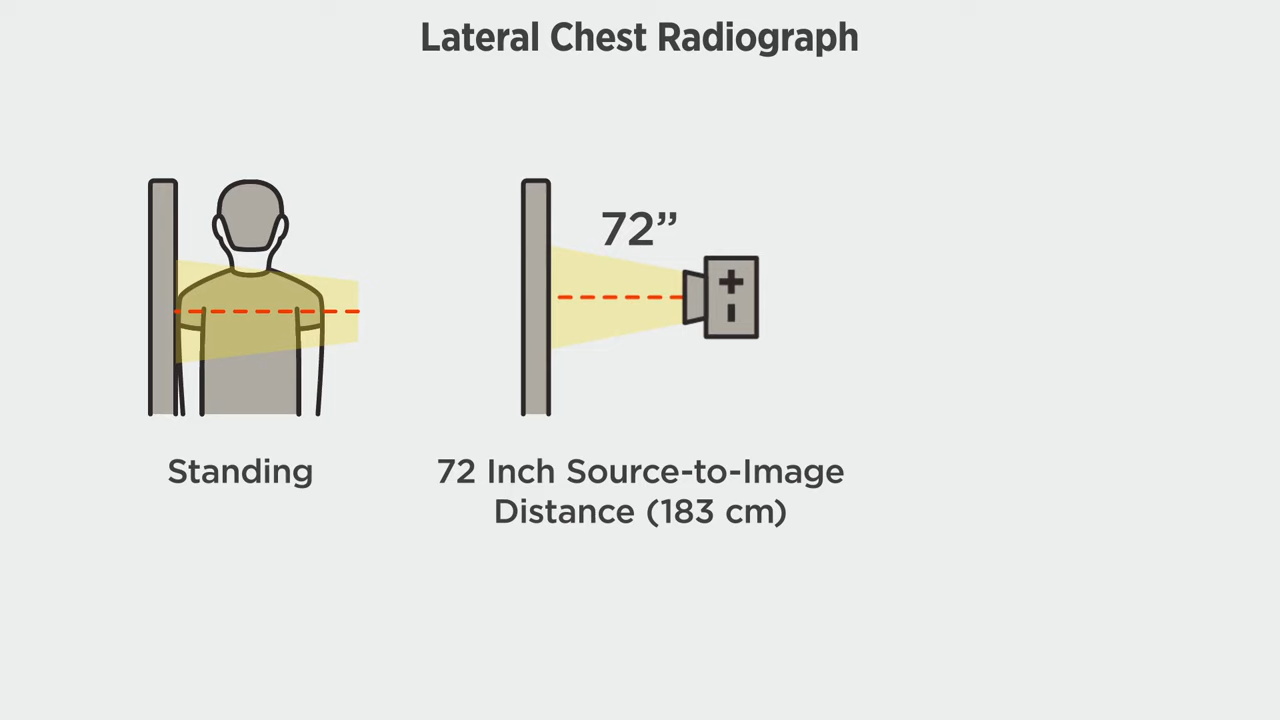 Lateral Chest Radiograph
72”
+
-
Standing
72 Inch Source-to-Image
Distance (183 cm)